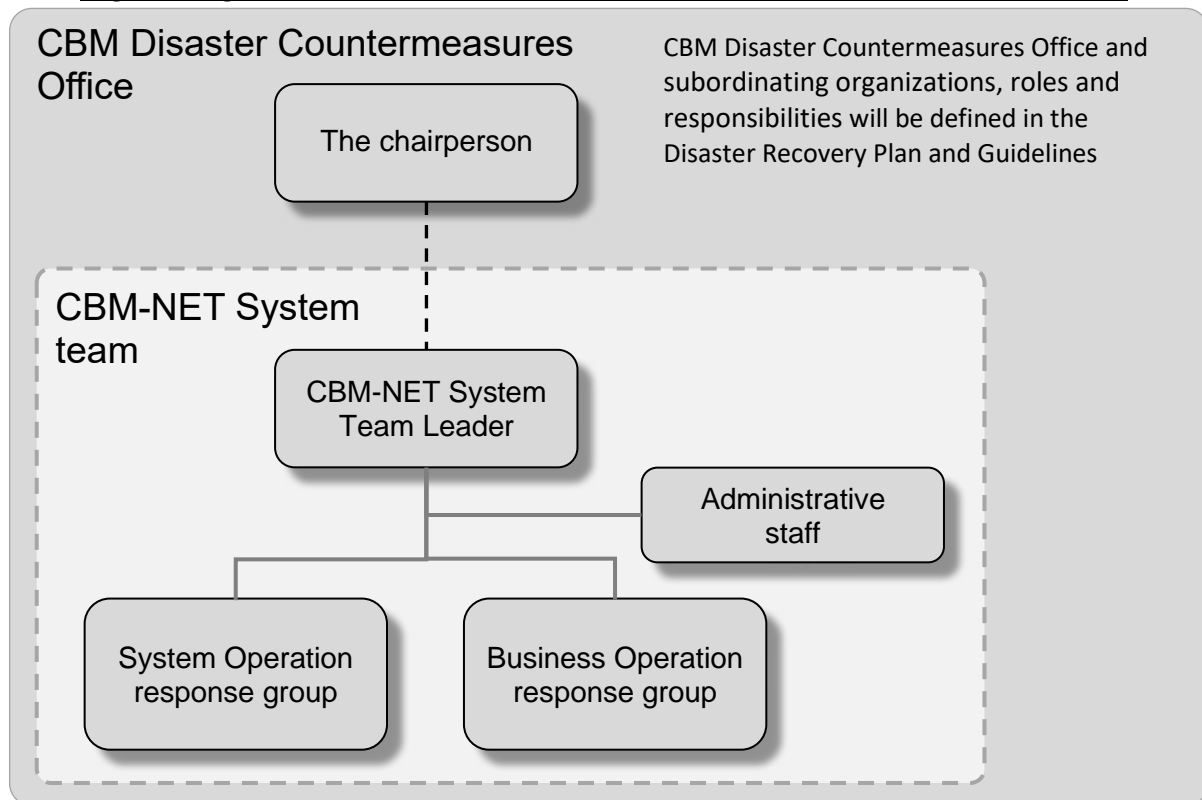 CBM Disaster Countermeasures
Office
CBM Disaster Countermeasures Office and
subordinating organizations, roles and
responsibilities will be defined in the
Disaster Recovery Plan and Guidelines
The chairperson
CBM-NET System
team
CBM-NET System
Team Leader
Administrative
staff
System Operation
response group
Business Operation
response group